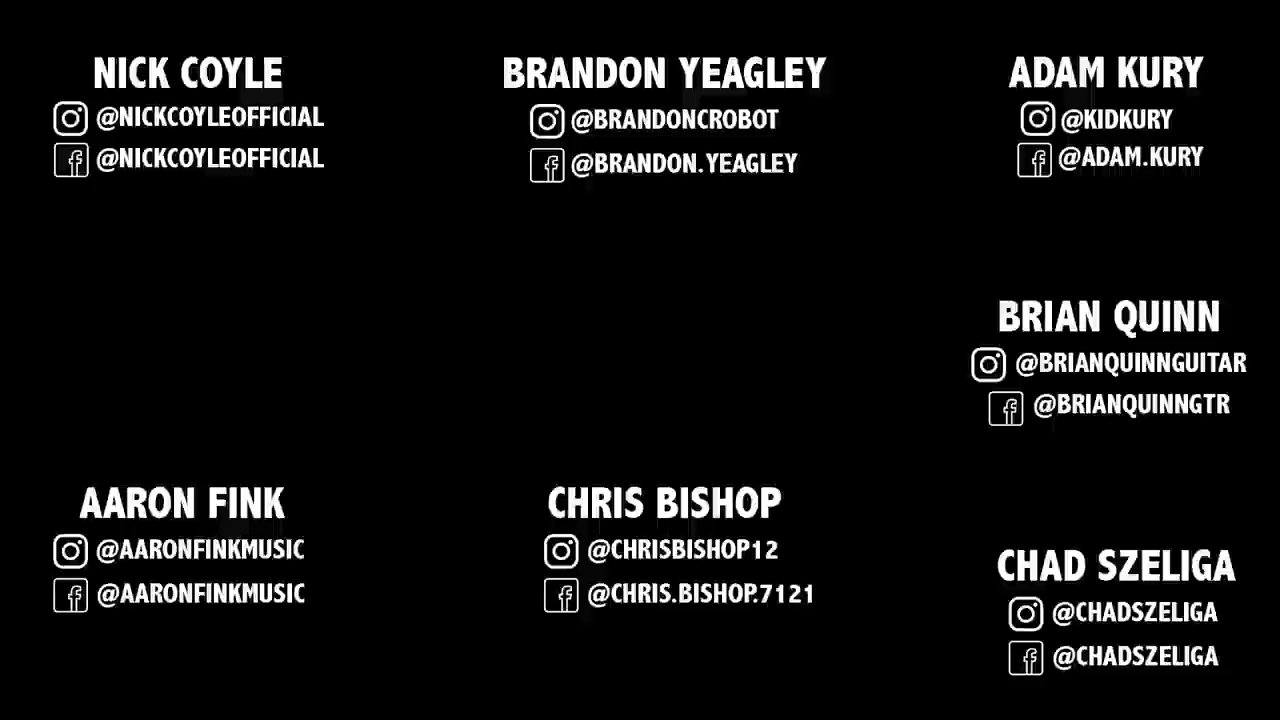 NICK COYLE
@NICKCOYLEOFFICIAL
@NICKCOYLEOFFICIAL
BRANDON YEAGLEY
@BRANDONCROBOT
@BRANDON.YEAGLEY
ADAM KURY
@KIDKURY
@ADAM.KURY
BRIAN QUINN
@BRIANQUINNGUITAR
@BRIANQUINNGTR
AARON FINK
@AARONFINKMUSIC
@AARONFINKMUSIC
CHRIS BISHOP
@CHRISBISHOP12
@CHRIS.BISHOP.7121
CHAD SZELIGA
@CHADSZELIGA
@CHADSZELIGA